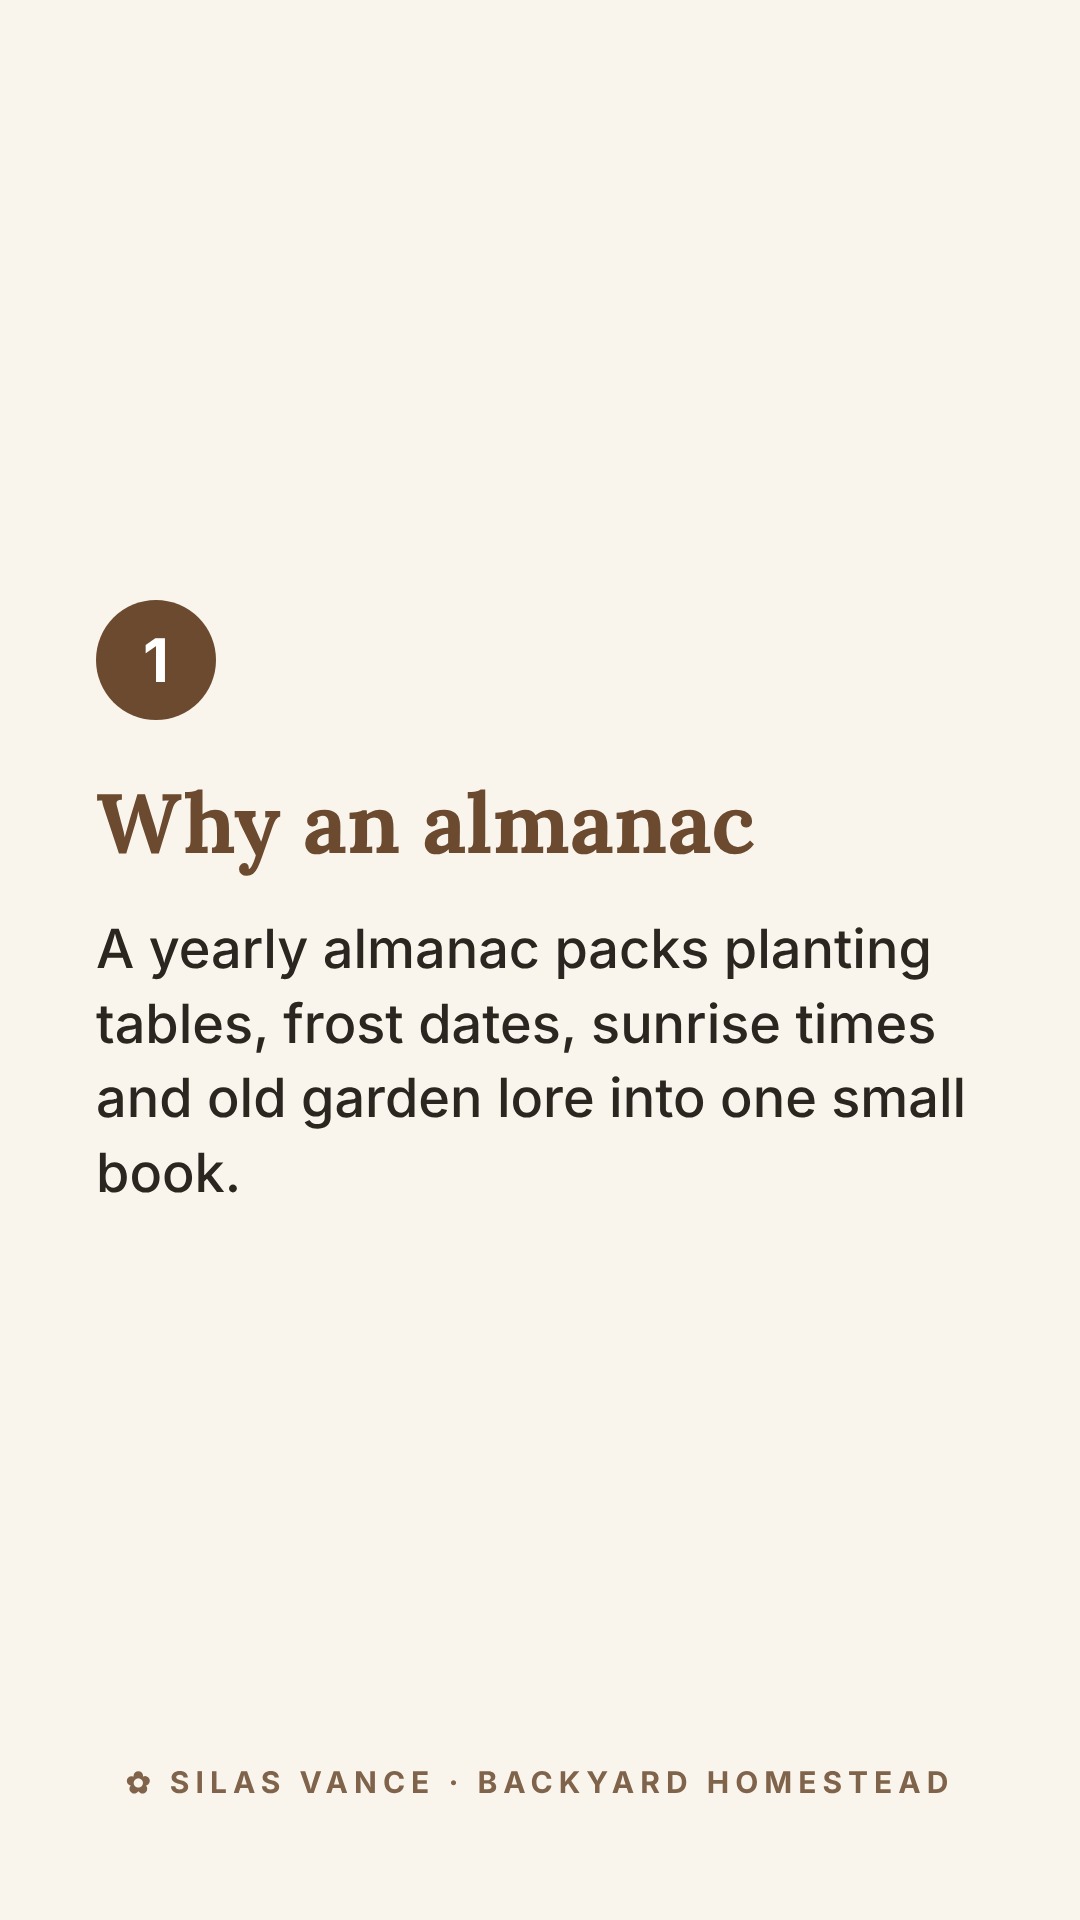 1
Why an almanac
A yearly almanac packs planting
tables, frost dates, sunrise times
and old garden lore into one small
book.
✿ SILAS VANCE · BACKYARD HOMESTEAD